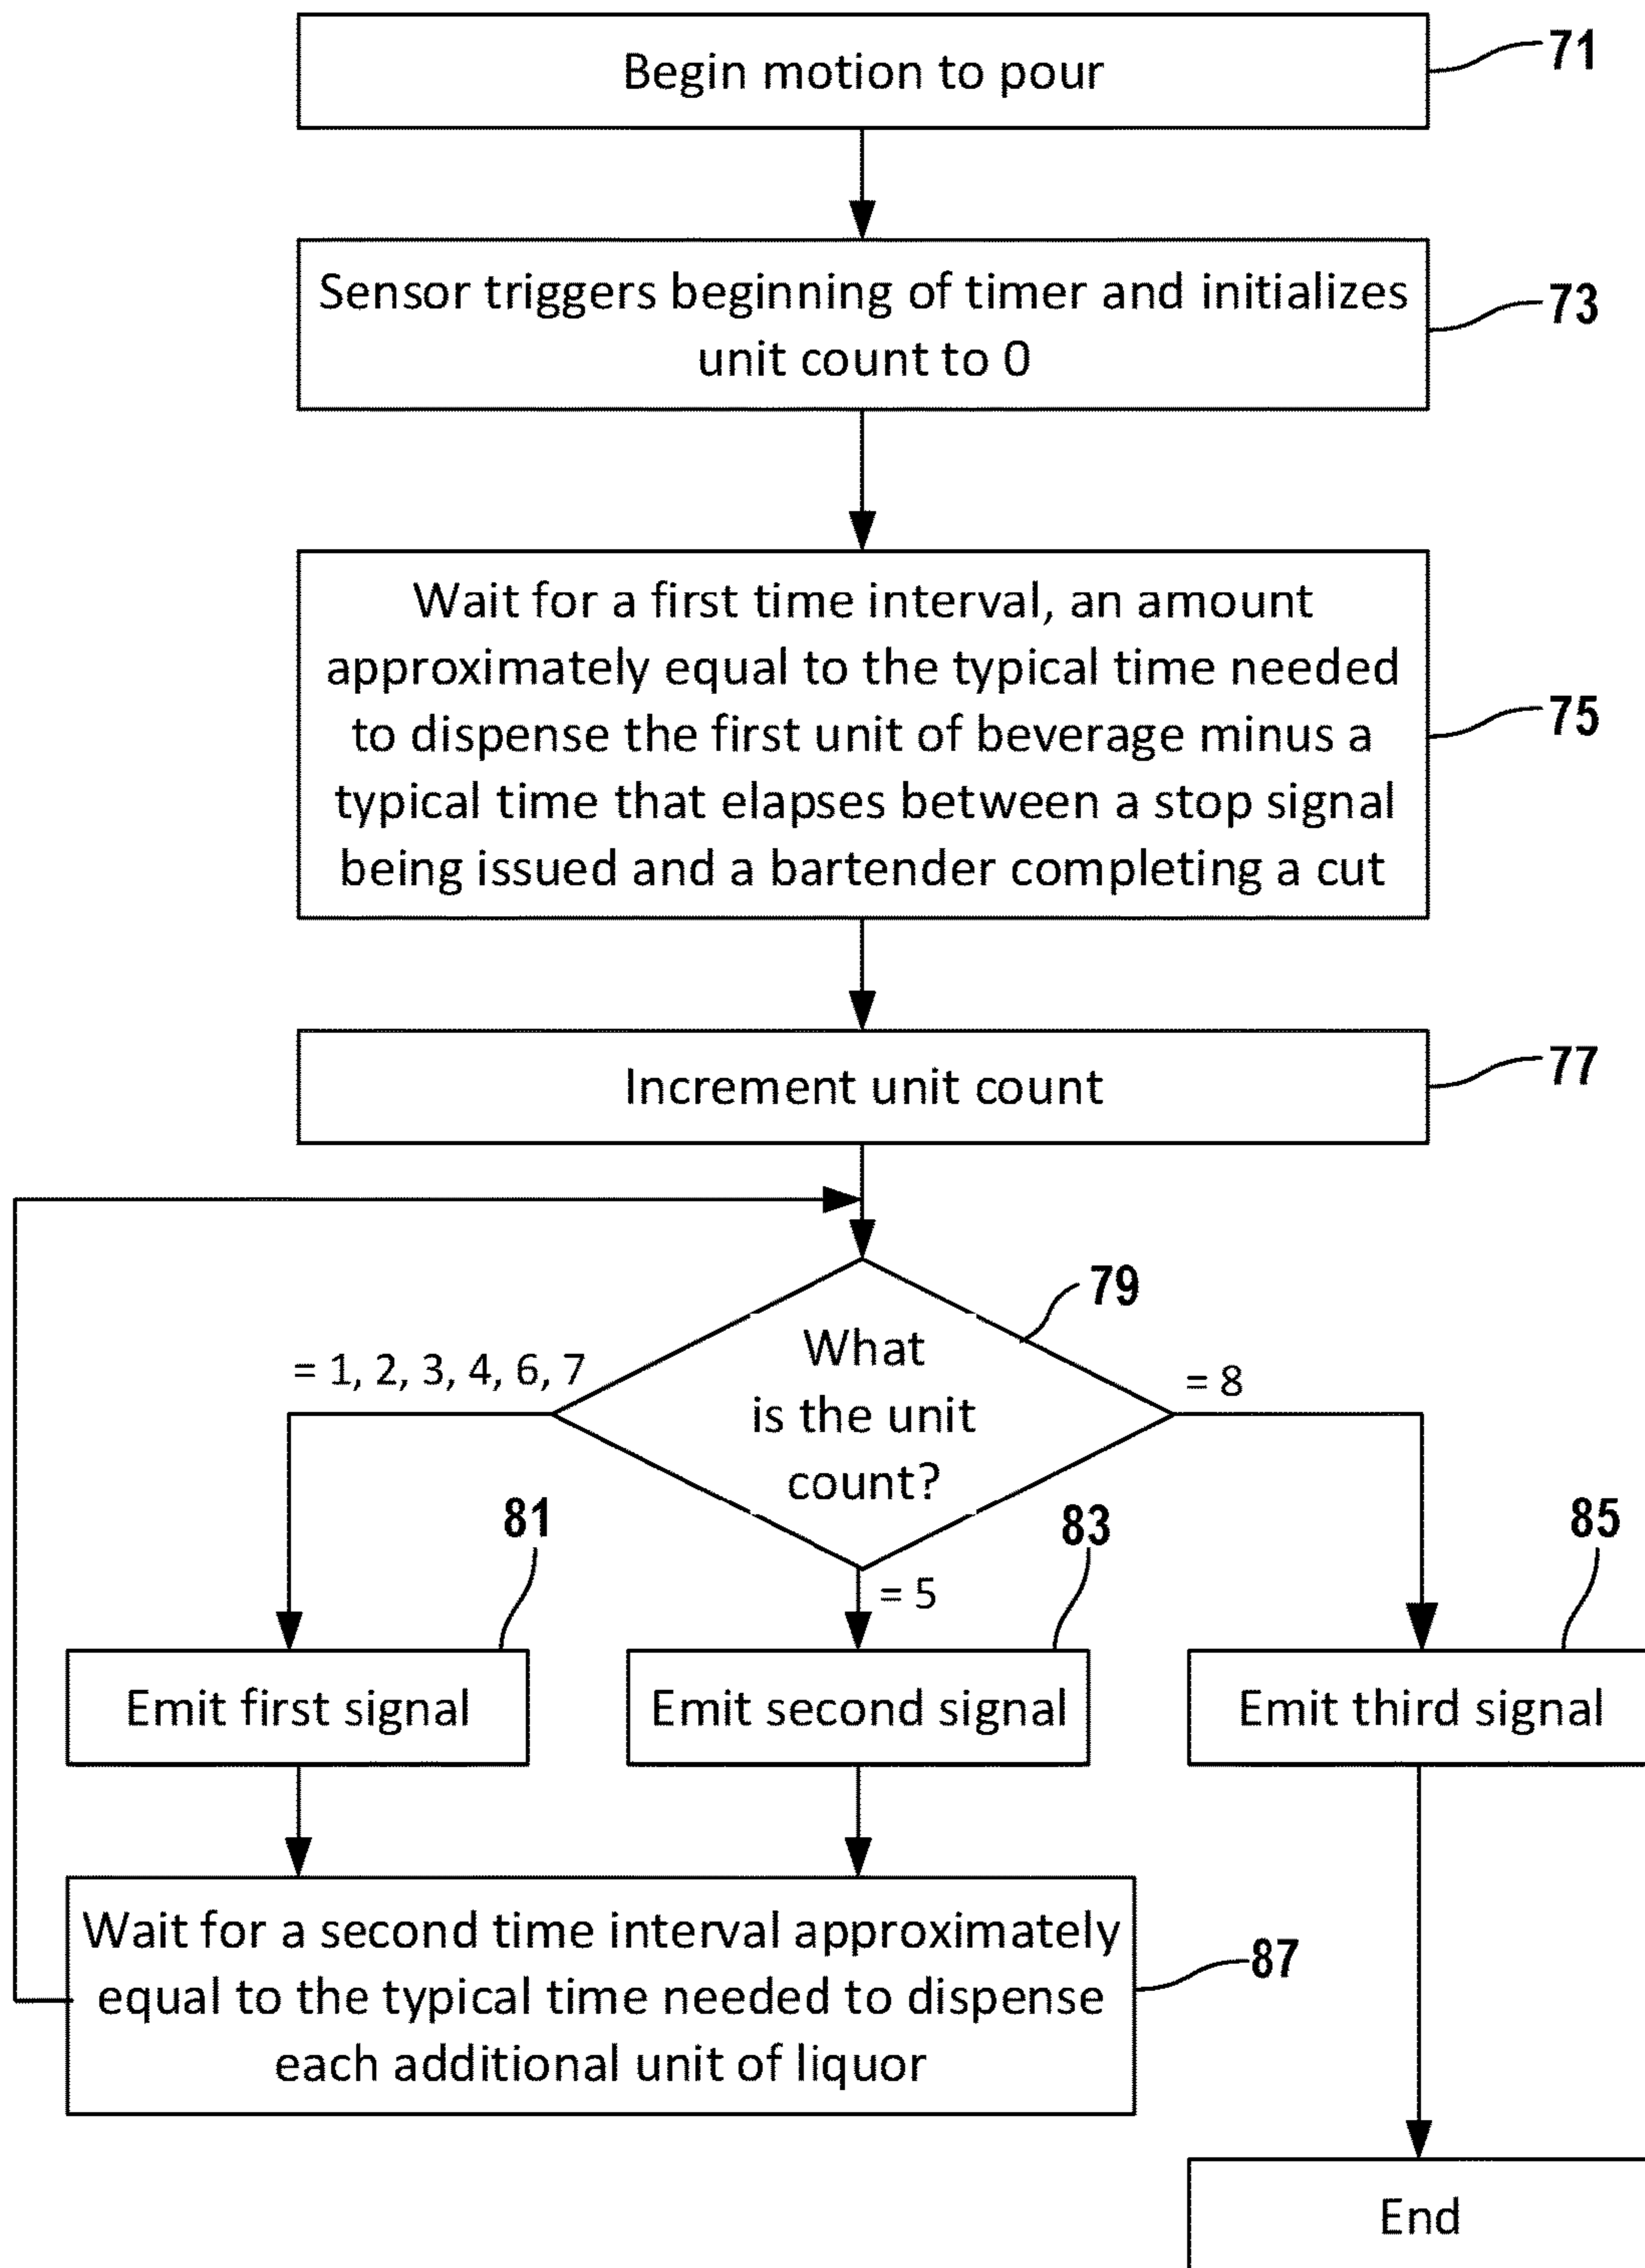 Begin motion to pour
71
Sensor triggers beginning of timer and initializes
unit count to 0
73
Wait for a first time interval, an amount
approximately equal to the typical time needed
to dispense the first unit of beverage minus a
typical time that elapses between a stop signal
being issued and a bartender completing a cut
75
Increment unit count
77
79
What
is the unit
count?
= 1, 2, 3, 4, 6, 7
= 8
= 5
81
83
85
Emit first signal
Emit second signal
Emit third signal
Wait for a second time interval approximately
equal to the typical time needed to dispense
each additional unit of liquor
87
End